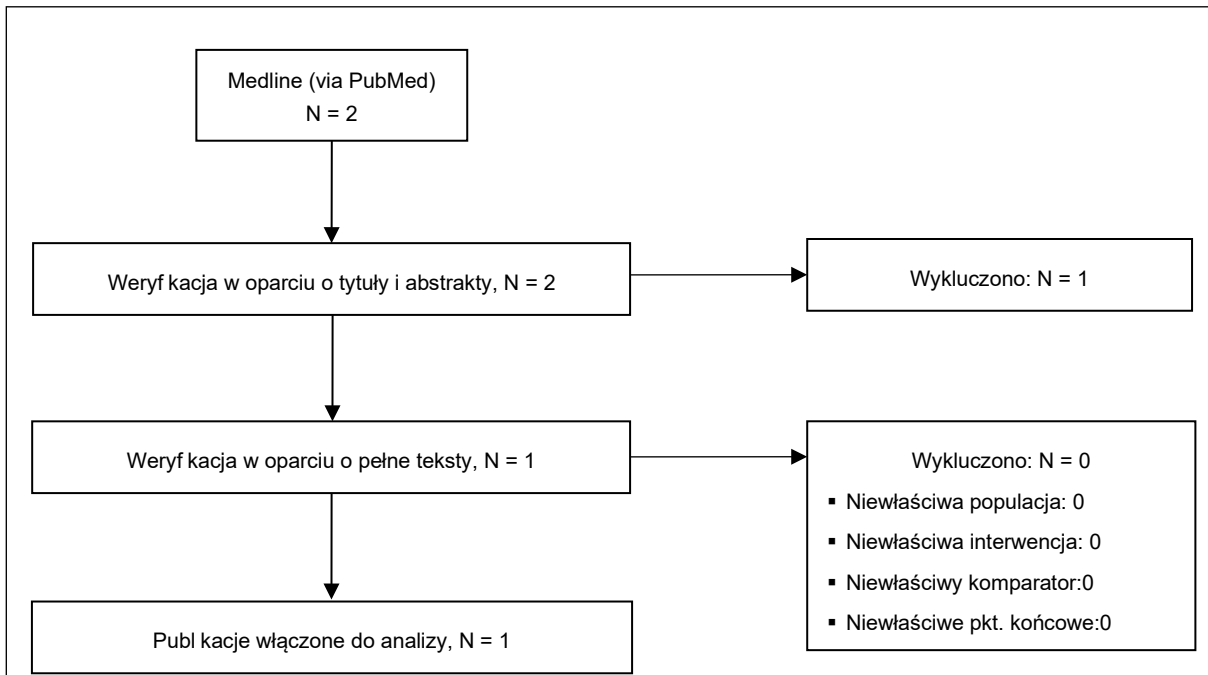 Medline (via PubMed)
N = 2
Weryf kacja w oparciu o tytuły i abstrakty, N = 2
Wykluczono: N = 1
Weryf kacja w oparciu o pełne teksty, N = 1
Wykluczono: N = 0
▪ Niewłaściwa populacja: 0
▪ Niewłaściwa interwencja: 0
▪ Niewłaściwy komparator:0
▪ Niewłaściwe pkt. końcowe:0
Publ kacje włączone do analizy, N = 1